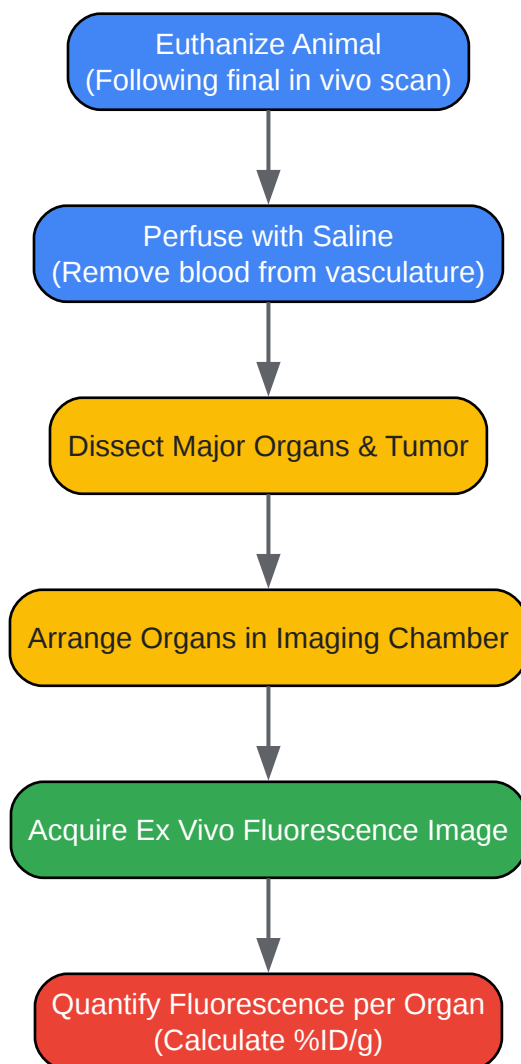 Euthanize Animal
(Following final in vivo scan)
Perfuse with Saline
(Remove blood from vasculature)
Dissect Major Organs & Tumor
Arrange Organs in Imaging Chamber
Acquire Ex Vivo Fluorescence Image
Quantify Fluorescence per Organ
(Calculate %ID/g)